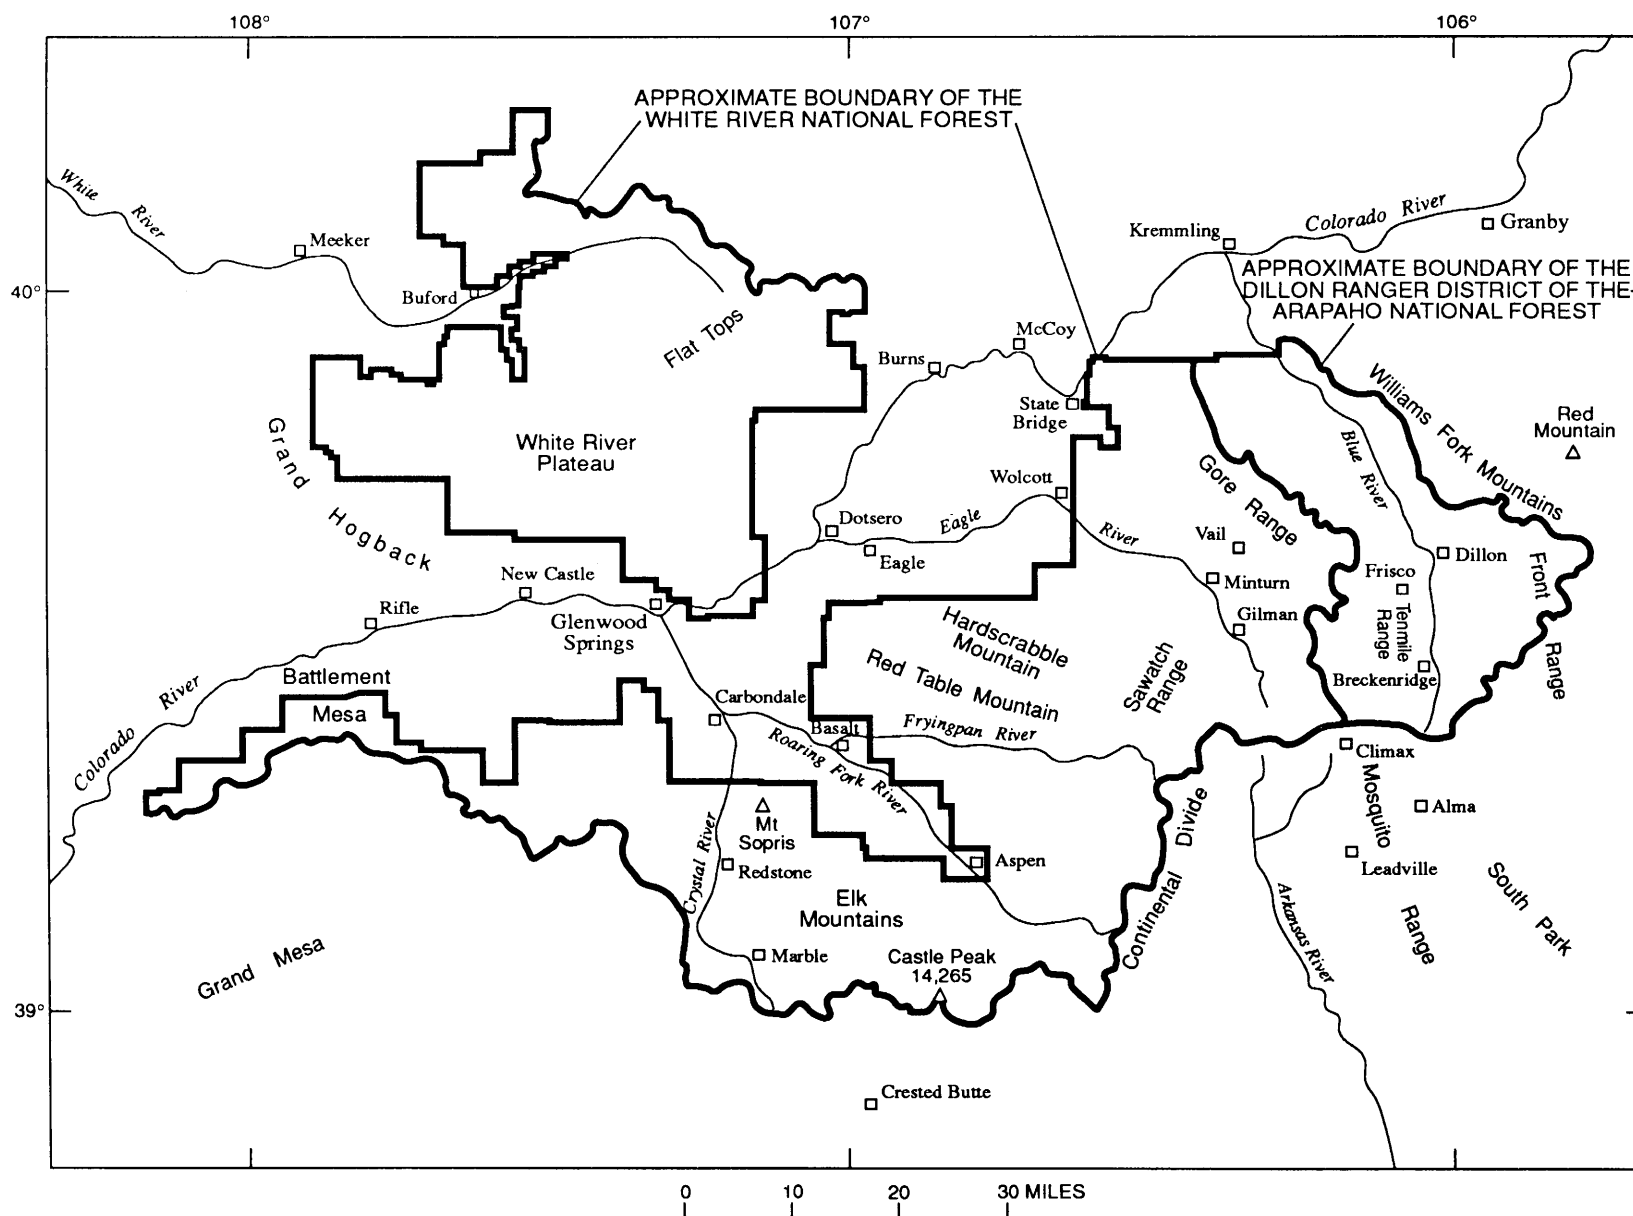 108°
107°
106°
APPROXIMATE BOUNDARY OF THE
WHITE RIVER NATIONAL FOREST
White
River
Meeker
Colorado River
Granby
Kremmling
APPROXIMATE BOUNDARY OF THE
DILLON RANGER DISTRICT OF THE
ARAPAHO NATIONAL FOREST
40°
Buford
Flat Tops
McCoy
Burns
State
Bridge
Williams Fork Mountains
Red
Mountain
Grand
Hogback
White River
Plateau
Blue River
Gore Range
Wolcott
Dotsero
Eagle
River
Eagle
Vail
Minturn
Gilman
Frisco
Dillon
Tenmile
Range
Breckenridge
Front
Range
New Castle
Rifle
Glenwood
Springs
Hardscrabble
Mountain
Red Table Mountain
Sawatch
Range
Battlement
Mesa
Colorado River
Carbondale
Basalt
Fryingpan River
Roaring Fork River
Climax
Mosquito
Range
Alma
Leadville
Continental Divide
Mt
Sopris
Crystal River
Redstone
Aspen
Elk
Mountains
South Park
Arkansas River
Grand Mesa
Marble
Castle Peak
14,265
39°
Crested Butte
0 10 20 30 MILES